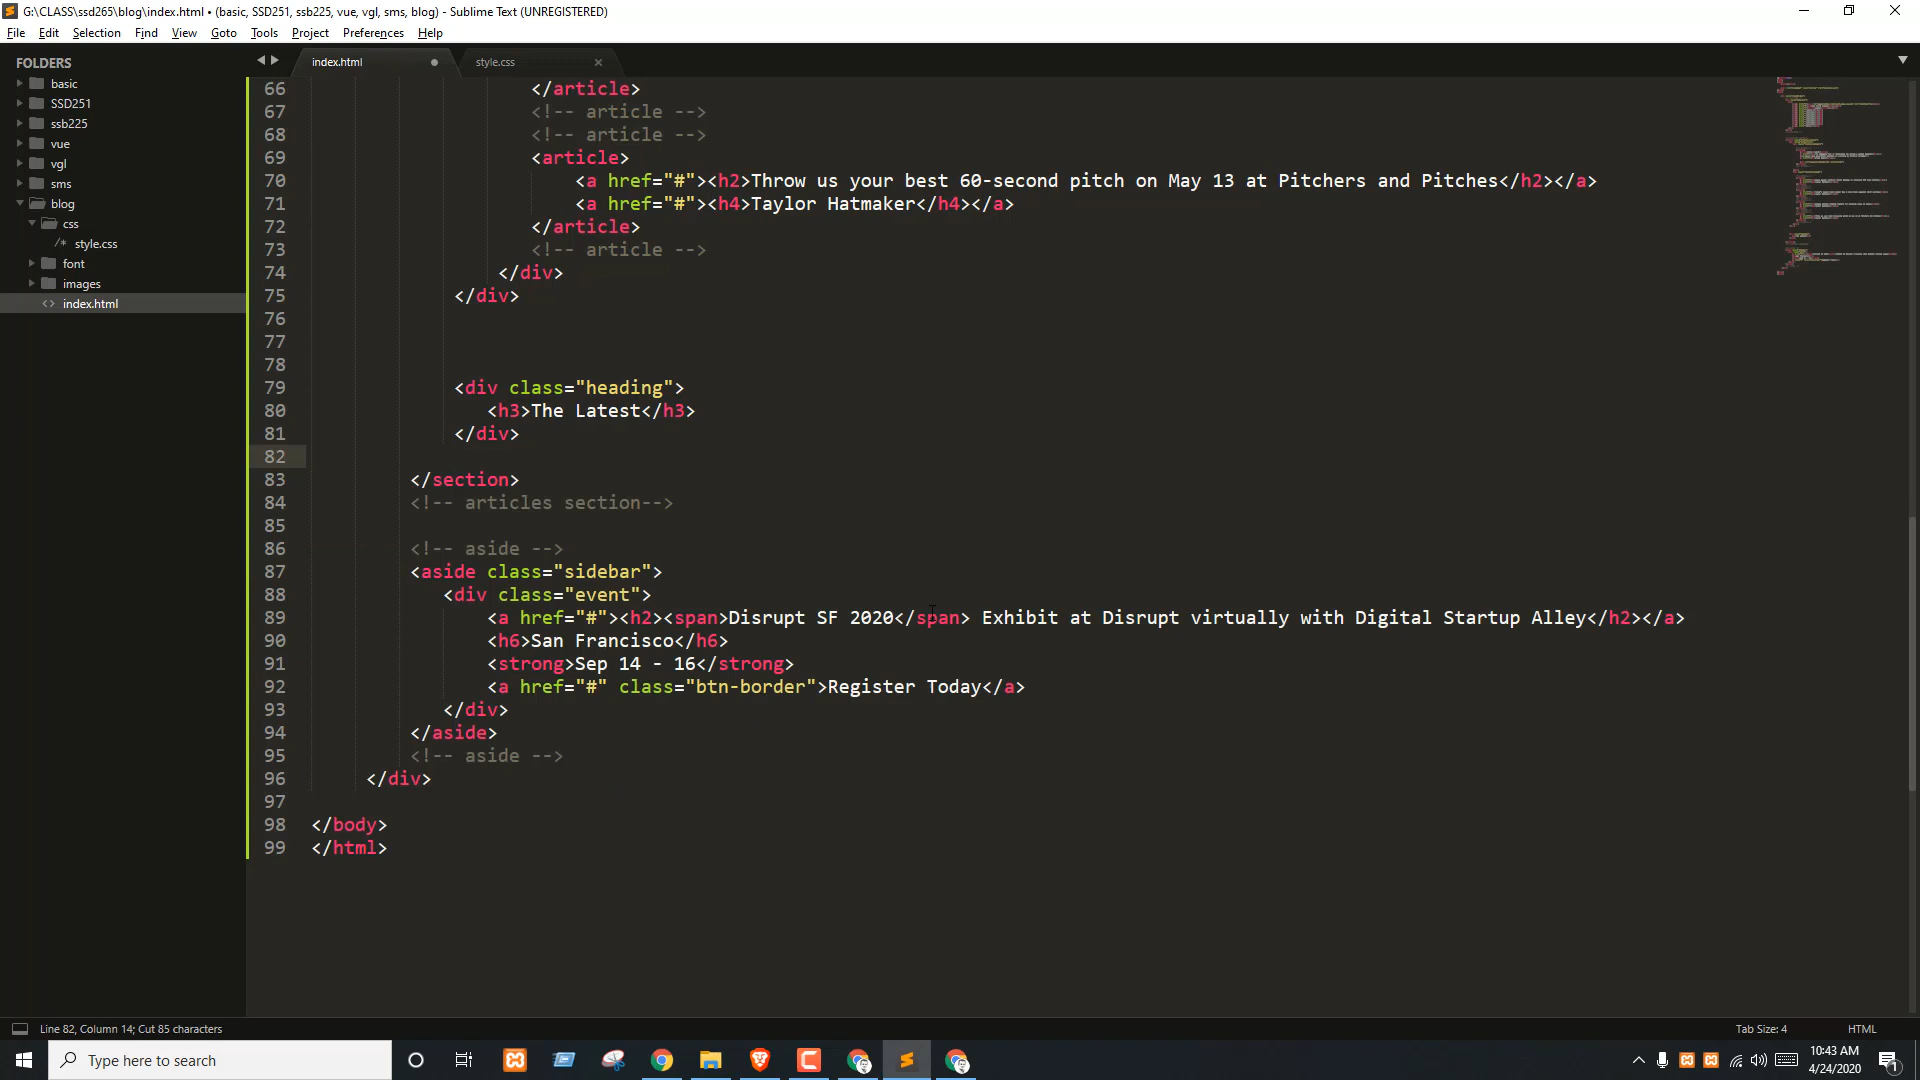 G:\CLASS\ssd265\blog\index.html • (basic, SSD251, ssb225, vue, vgl, sms, blog) - Sublime Text (UNREGISTERED)
File Edit Selection Find View Goto Tools Project Preferences Help
FOLDERS
basic
SSD251
ssb225
vue
vgl
sms
blog
css
/* style.css
font
images
<> index.html
index.html
style.css
66 </article>
67 <!-- article -->
68 <!-- article -->
69 <article>
70 <a href="#"><h2>Throw us your best 60-second pitch on May 13 at Pitchers and Pitches</h2></a>
71 <a href="#"><h4>Taylor Hatmaker</h4></a>
72 </article>
73 <!-- article -->
74 </div>
75 </div>
76
77
78
79 <div class="heading">
80 <h3>The Latest</h3>
81 </div>
82
83 </section>
84 <!-- articles section-->
85
86 <!-- aside -->
87 <aside class="sidebar">
88 <div class="event">
89 <a href="#"><h2><span>Disrupt SF 2020</span> Exhibit at Disrupt virtually with Digital Startup Alley</h2></a>
90 <h6>San Francisco</h6>
91 <strong>Sep 14 - 16</strong>
92 <a href="#" class="btn-border">Register Today</a>
93 </div>
94 </aside>
95 <!-- aside -->
96 </div>
97
98 </body>
99 </html>
Line 82, Column 14; Cut 85 characters
Tab Size: 4
HTML
Type here to search
10:43 AM
4/24/2020
1